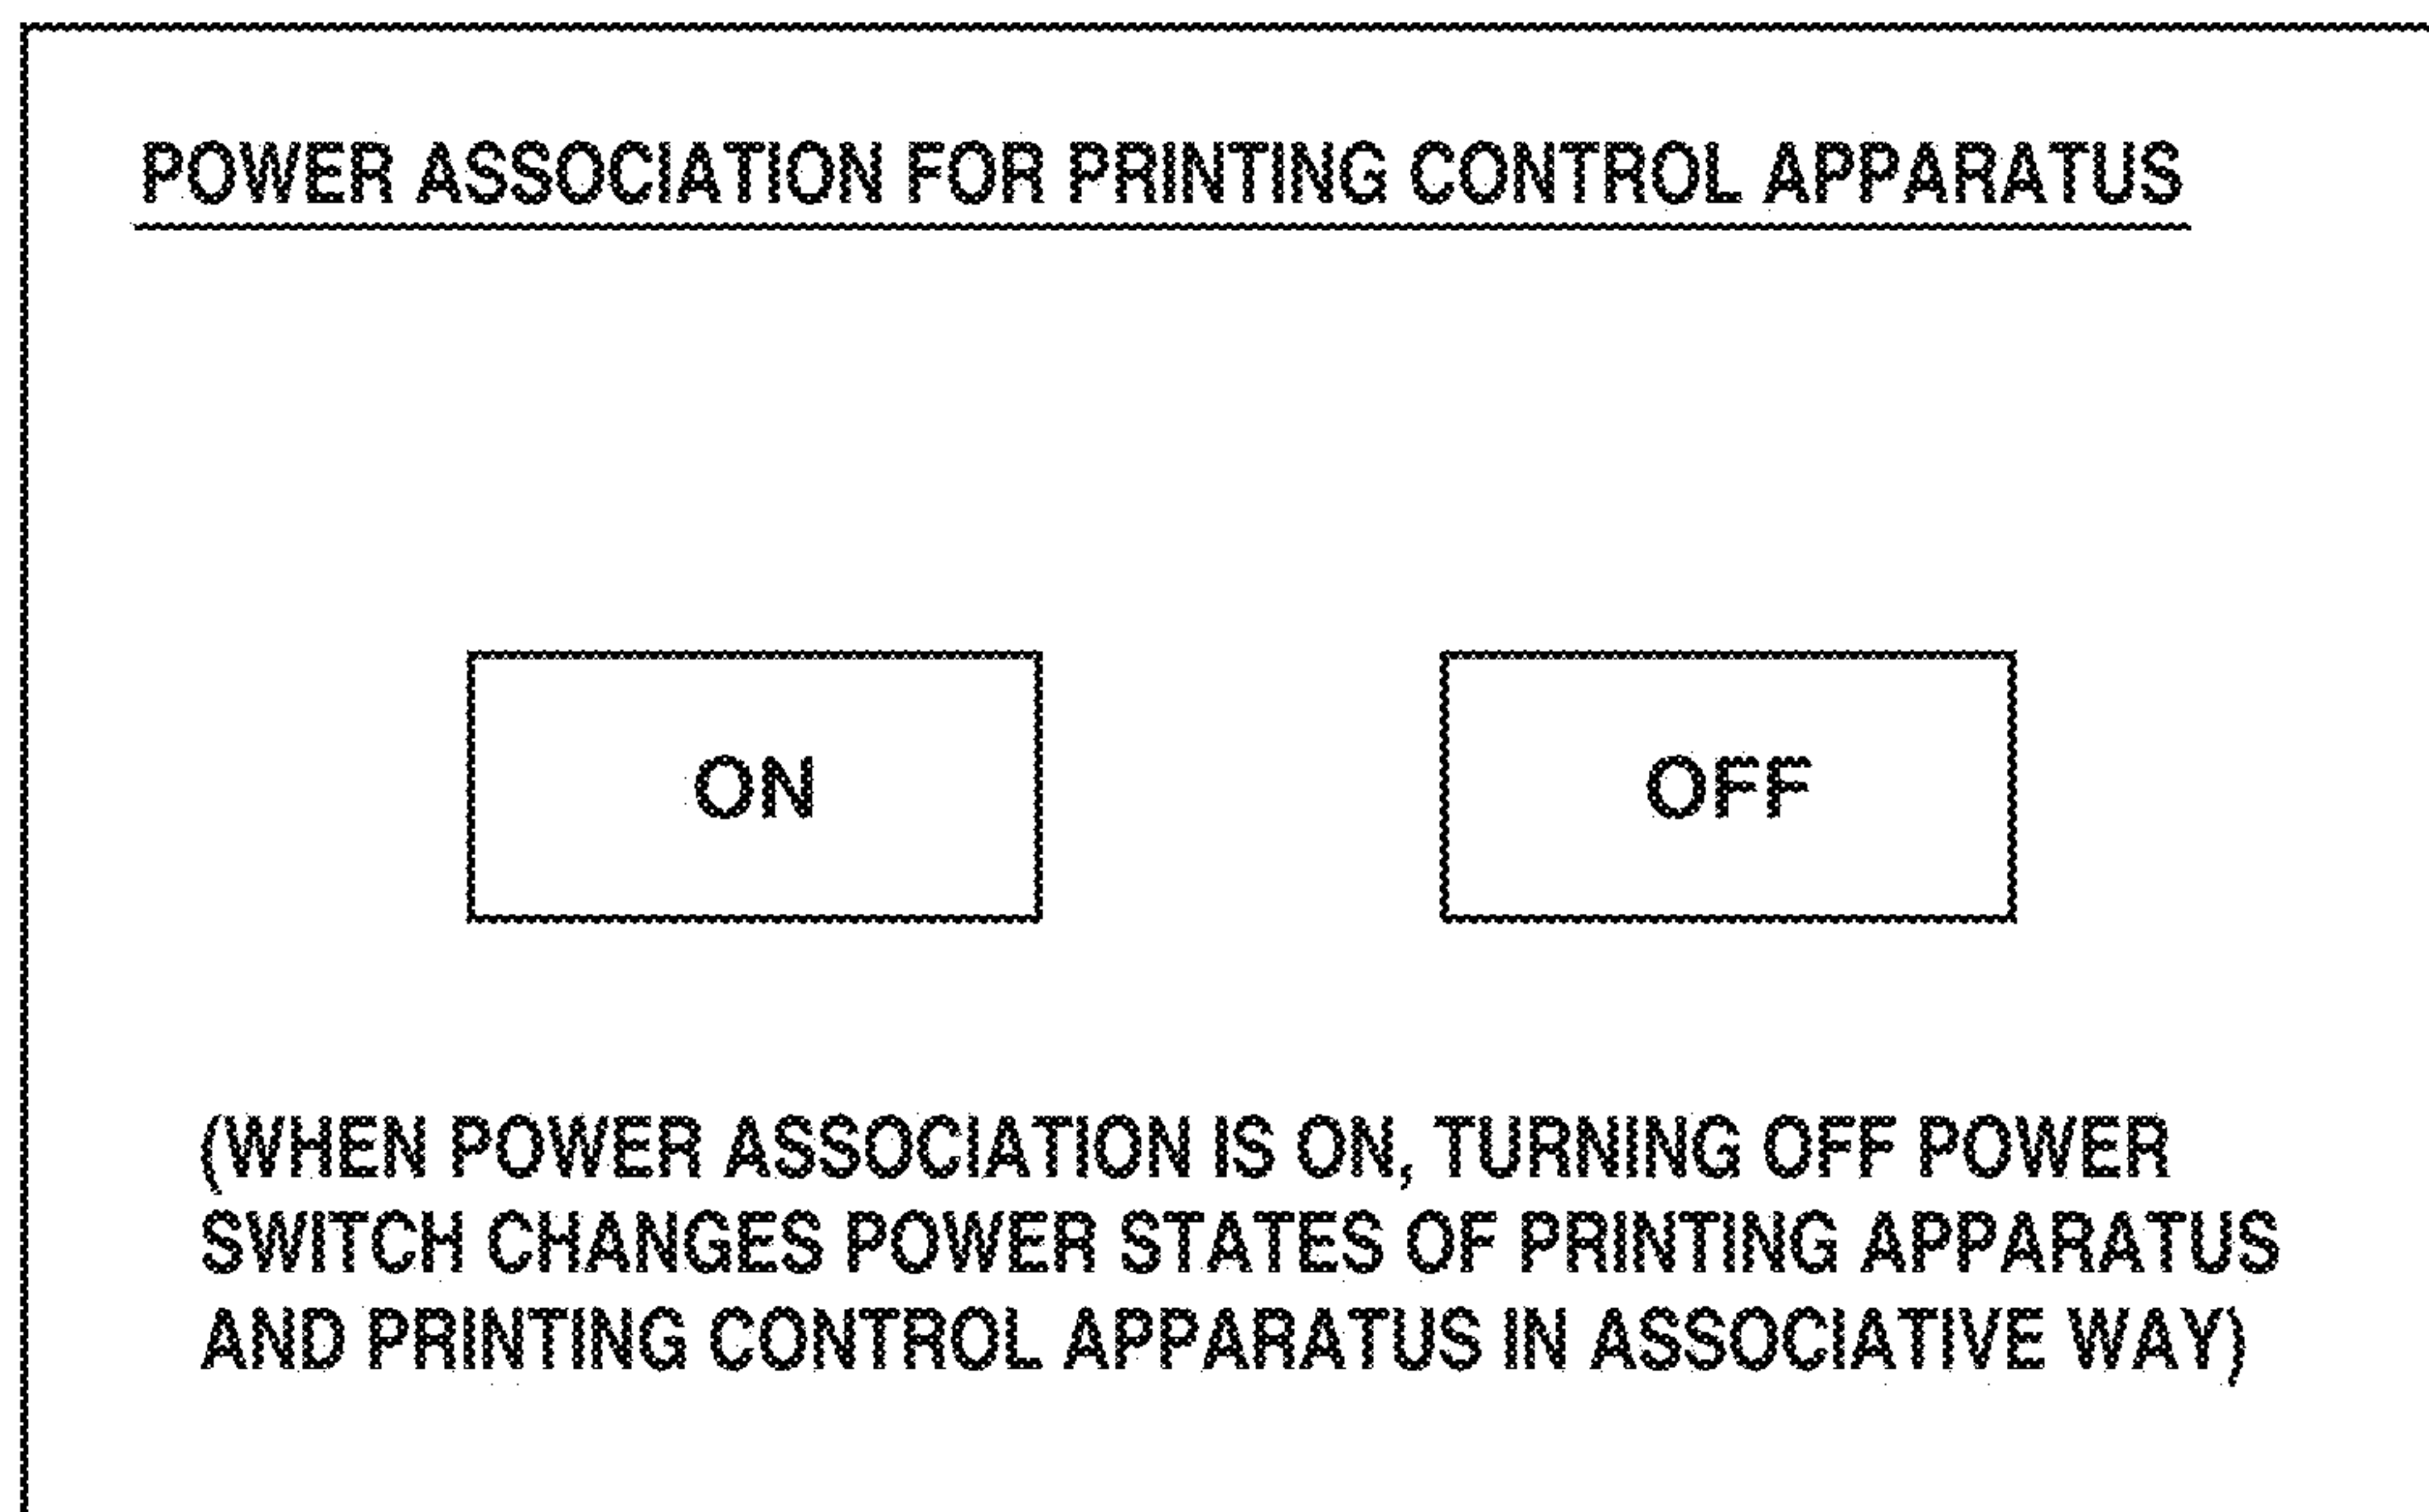 POWER ASSOCIATION FOR PRINTING CONTROL APPARATUS
ON
OFF
(WHEN POWER ASSOCIATION IS ON, TURNING OFF POWER
SWITCH CHANGES POWER STATES OF PRINTING APPARATUS
AND PRINTING CONTROL APPARATUS IN ASSOCIATIVE WAY)